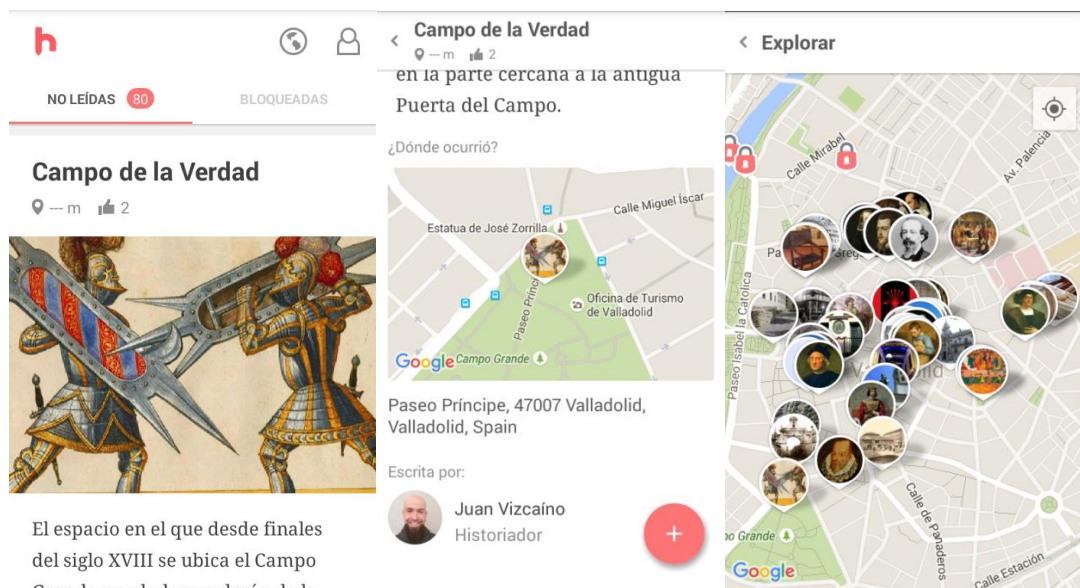 h
NO LEÍDAS 80
BLOQUEADAS
Campo de la Verdad
--- m 2
El espacio en el que desde finales
del siglo XVIII se ubica el Campo
Campo de la Verdad
--- m 2
en la parte cercana a la antigua
Puerta del Campo.
¿Dónde ocurrió?
Calle Miguel Íscar
Estatua de José Zorrilla
Paseo Prínci
Oficina de Turismo
de Valladolid
Google
Campo Grande
Paseo Príncipe, 47007 Valladolid,
Valladolid, Spain
Escrita por:
Juan Vizcaíno
Historiador
+
Explorar
Calle Mirabel
Av. Palencia
Paseo Isabel la Católica
Calle de Panaderos
po Grande
Google
Calle Estación